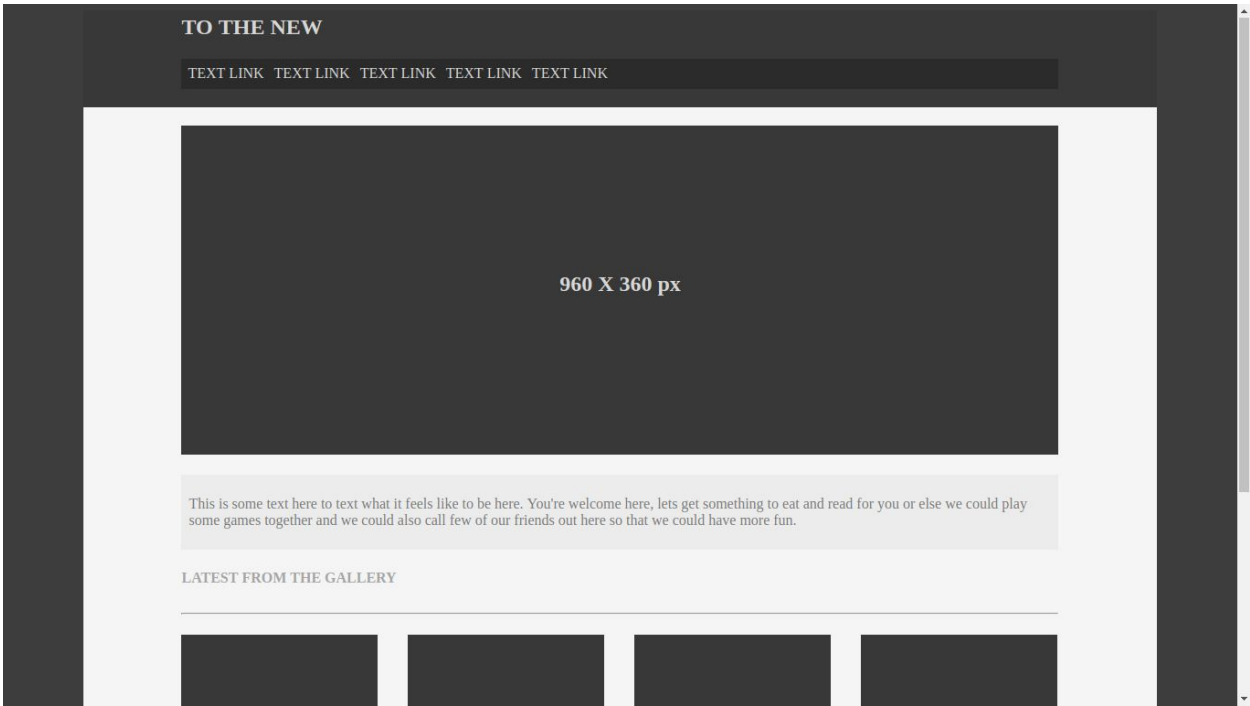 TO THE NEW
TEXT LINK TEXT LINK TEXT LINK TEXT LINK TEXT LINK
960 X 360 px
This is some text here to text what it feels like to be here. You're welcome here, lets get something to eat and read for you or else we could play
some games together and we could also call few of our friends out here so that we could have more fun.
LATEST FROM THE GALLERY